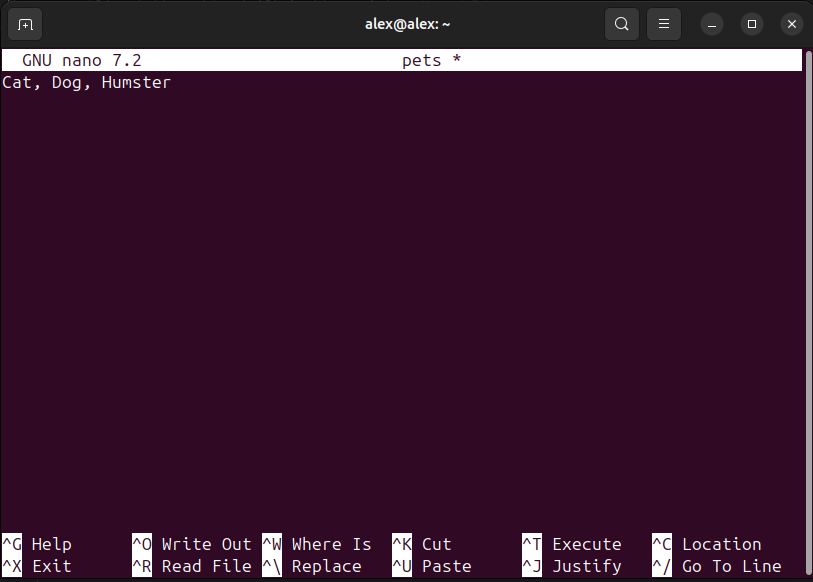 alex@alex: ~
GNU nano 7.2 pets *
Cat, Dog, Humster
^G Help ^O Write Out ^W Where Is ^K Cut ^T Execute ^C Location
^X Exit ^R Read File ^\ Replace ^U Paste ^J Justify ^/ Go To Line